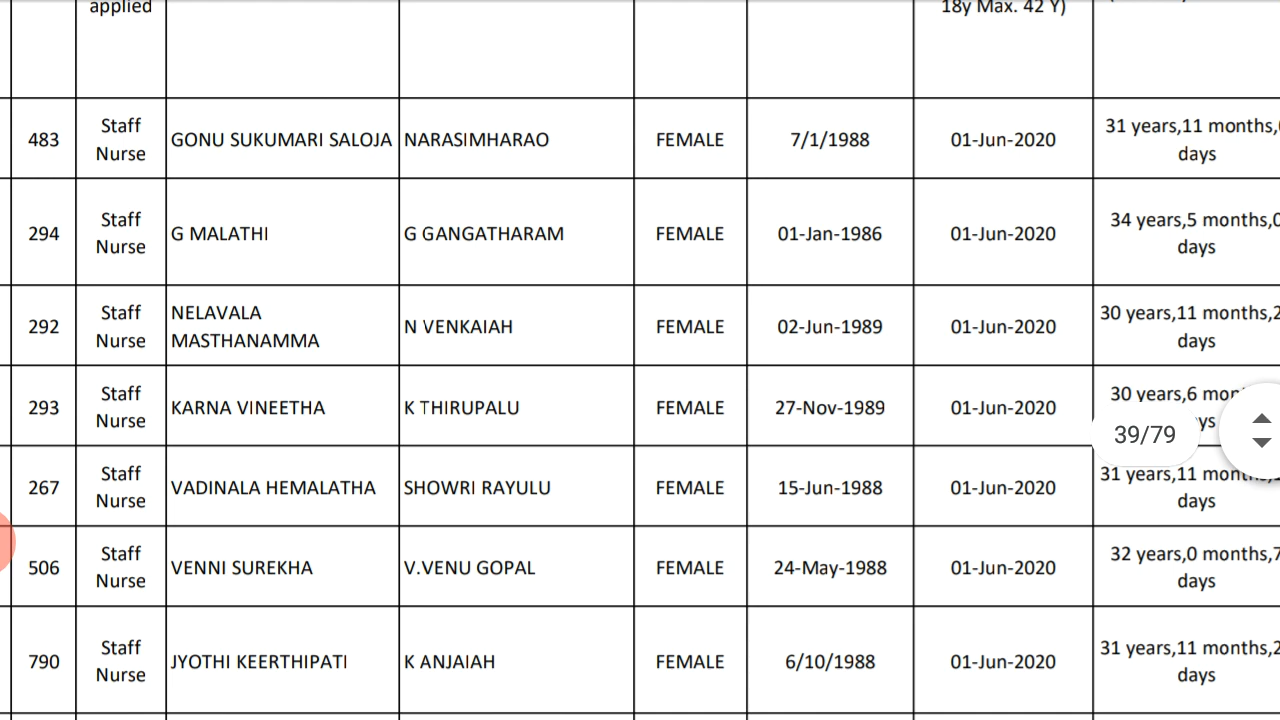 applied
18y Max. 42 Y)
483 Staff Nurse GONU SUKUMARI SALOJA NARASIMHARAO FEMALE 7/1/1988 01-Jun-2020 31 years,11 months, days
294 Staff Nurse G MALATHI G GANGATHARAM FEMALE 01-Jan-1986 01-Jun-2020 34 years,5 months,0 days
292 Staff Nurse NELAVALA MASTHANAMMA N VENKAIAH FEMALE 02-Jun-1989 01-Jun-2020 30 years,11 months,2 days
293 Staff Nurse KARNA VINEETHA K THIRUPALU FEMALE 27-Nov-1989 01-Jun-2020 30 years,6
39/79
267 Staff Nurse VADINALA HEMALATHA SHOWRI RAYULU FEMALE 15-Jun-1988 01-Jun-2020 31 years,11 days
506 Staff Nurse VENNI SUREKHA V.VENU GOPAL FEMALE 24-May-1988 01-Jun-2020 32 years,0 months,7 days
790 Staff Nurse JYOTHI KEERTHIPATI K ANJAIAH FEMALE 6/10/1988 01-Jun-2020 31 years,11 months,2 days